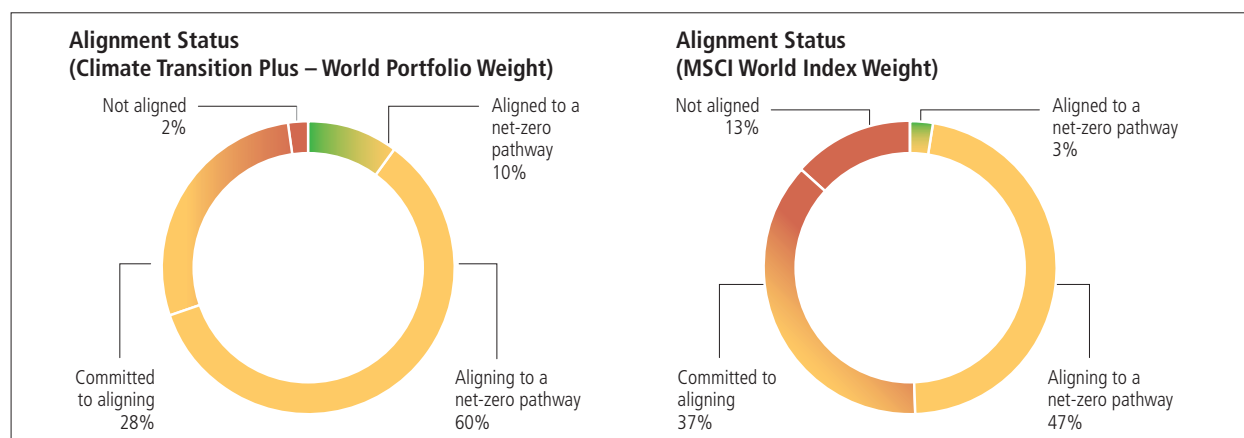 Alignment Status
(Climate Transition Plus – World Portfolio Weight)
Not aligned
2%
Aligned to a
net-zero
pathway
10%
Committed
to aligning
28%
Aligning to a
net-zero pathway
60%
Alignment Status
(MSCI World Index Weight)
Not aligned
13%
Aligned to a
net-zero pathway
3%
Committed to
aligning
37%
Aligning to a
net-zero pathway
47%